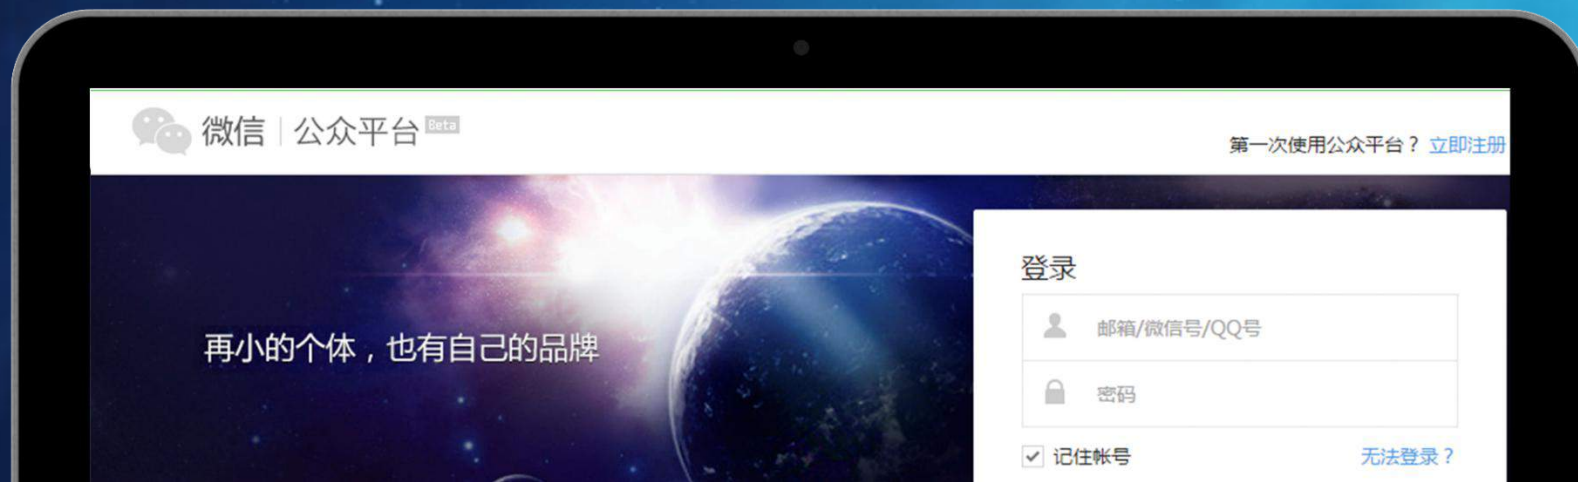 微信 | 公众平台 Beta
第一次使用公众平台？ 立即注册
登录
邮箱/微信号/QQ号
再小的个体，也有自己的品牌
密码
记住帐号 无法登录？